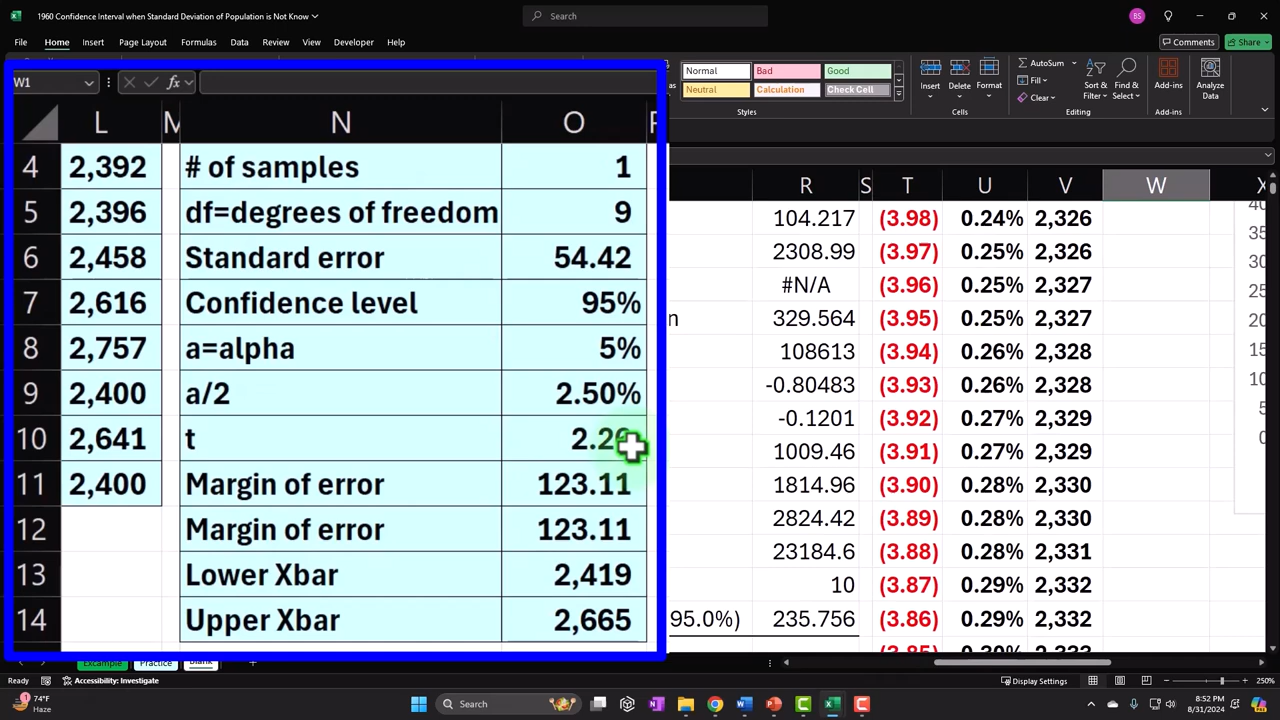 1960 Confidence Interval when Standard Deviation of Population is Not Know
Search
BS
File Home Insert Page Layout Formulas Data Review View Developer Help
Comments Share
Normal Bad Good
Neutral Calculation Check Cell
Styles
Insert Delete Format
Cells
AutoSum
Fill
Clear
Sort & Filter
Find & Select
Editing
Add-ins
Add-ins
Analyze Data
W1
fx
L M N O
4 2,392 # of samples 1
5 2,396 df=degrees of freedom 9
6 2,458 Standard error 54.42
7 2,616 Confidence level 95%
8 2,757 a=alpha 5%
9 2,400 a/2 2.50%
10 2,641 t
11 2,400 Margin of error 123.11
12 Margin of error 123.11
13 Lower Xbar 2,419
14 Upper Xbar 2,665
R S T U V W X
104.217 (3.98) 0.24% 2,326
2308.99 (3.97) 0.25% 2,326
#N/A (3.96) 0.25% 2,327
n 329.564 (3.95) 0.25% 2,327
108613 (3.94) 0.26% 2,328
-0.80483 (3.93) 0.26% 2,328
-0.1201 (3.92) 0.27% 2,329
1009.46 (3.91) 0.27% 2,329
1814.96 (3.90) 0.28% 2,330
2824.42 (3.89) 0.28% 2,330
23184.6 (3.88) 0.28% 2,331
10 (3.87) 0.29% 2,332
95.0%) 235.756 (3.86) 0.29% 2,332
Example Practice Blank
Ready Accessibility: Investigate
Display Settings
250%
74°F
Haze
Search
8:52 PM
8/31/2024